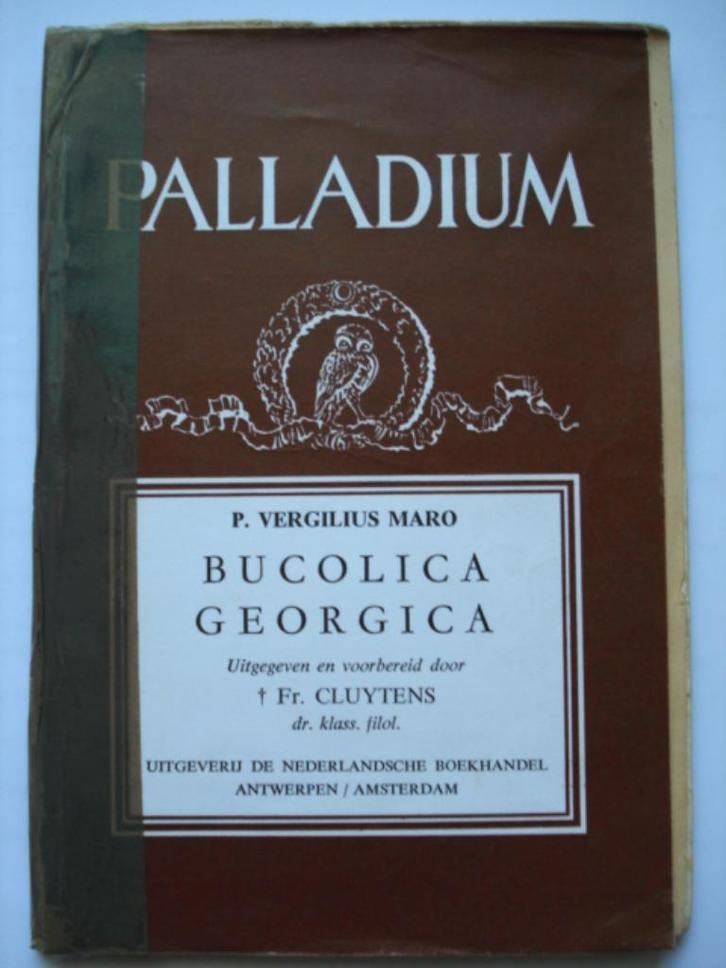 PALLADIUM
P. VERGILIUS MARO
BUCOLICA
GEORGICA
Uitgegeven en voorbereid door
† Fr. CLUYTENS
dr. klass. filol.
UITGEVERIJ DE NEDERLANDSCHE BOEKHANDEL
ANTWERPEN / AMSTERDAM